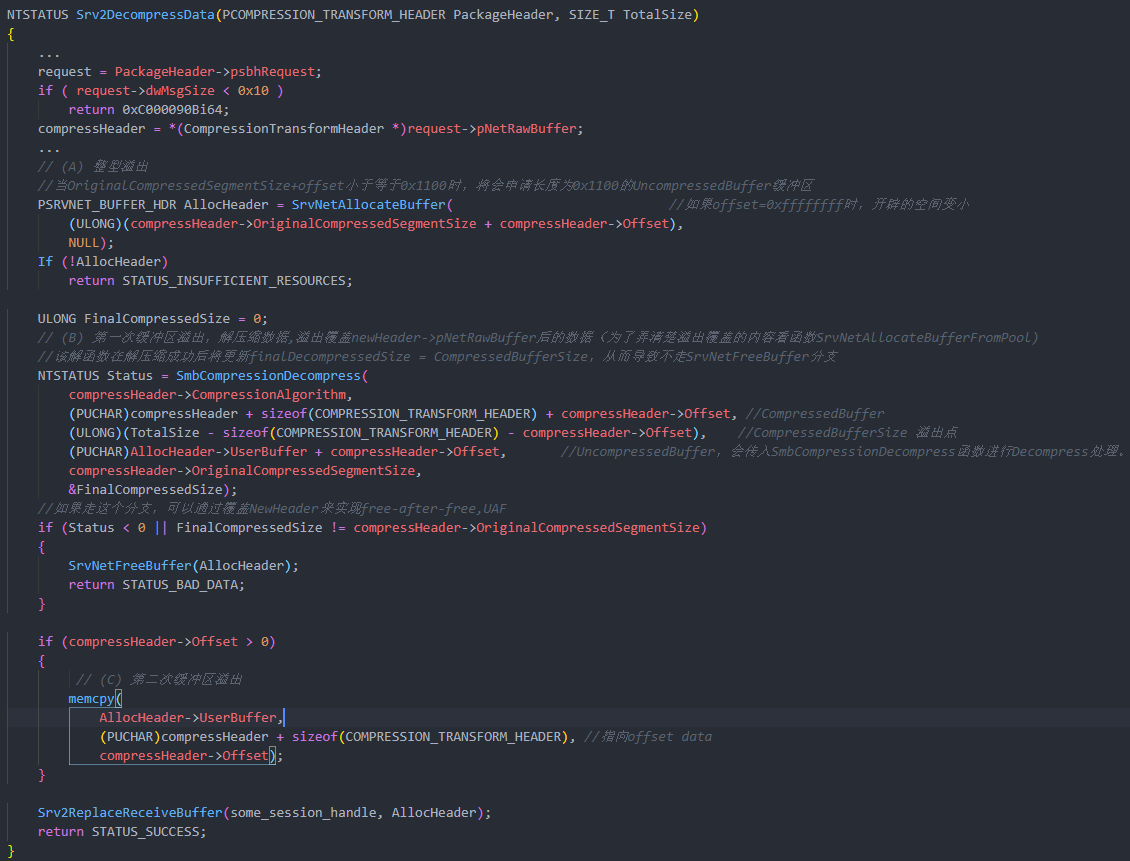 NTSTATUS Srv2DecompressData(PCOMPRESSION_TRANSFORM_HEADER PackageHeader, SIZE_T TotalSize)
{
...
request = PackageHeader->psbhRequest;
if ( request->dwMsgSize < 0x10 )
return 0xC000090Bi64;
compressHeader = *(CompressionTransformHeader *)request->pNetRawBuffer;
...
// (A) 整型溢出
//当OriginalCompressedSegmentSize+offset小于等于0x1100时，将会申请长度为0x1100的UncompressedBuffer缓冲区
PSRVNET_BUFFER_HDR AllocHeader = SrvNetAllocateBuffer( //如果offset=0xffffffff时，开辟的空间变小
(ULONG)(compressHeader->OriginalCompressedSegmentSize + compressHeader->Offset),
NULL);
If (!AllocHeader)
return STATUS_INSUFFICIENT_RESOURCES;
ULONG FinalCompressedSize = 0;
// (B) 第一次缓冲区溢出，解压缩数据,溢出覆盖newHeader->pNetRawBuffer后的数据（为了弄清楚溢出覆盖的内容看函数SrvNetAllocateBufferFromPool）
//该解函数在解压缩成功后将更新finalDecompressedSize = CompressedBufferSize，从而导致不走SrvNetFreeBuffer分支
NTSTATUS Status = SmbCompressionDecompress(
compressHeader->CompressionAlgorithm,
(PUCHAR)compressHeader + sizeof(COMPRESSION_TRANSFORM_HEADER) + compressHeader->Offset, //CompressedBuffer
(ULONG)(TotalSize - sizeof(COMPRESSION_TRANSFORM_HEADER) - compressHeader->Offset), //CompressedBufferSize 溢出点
(PUCHAR)AllocHeader->UserBuffer + compressHeader->Offset, //UncompressedBuffer，会传入SmbCompressionDecompress函数进行Decompress处理。
compressHeader->OriginalCompressedSegmentSize,
&FinalCompressedSize);
//如果走这个分支，可以通过覆盖NewHeader来实现free-after-free,UAF
if (Status < 0 || FinalCompressedSize != compressHeader->OriginalCompressedSegmentSize)
{
SrvNetFreeBuffer(AllocHeader);
return STATUS_BAD_DATA;
}
if (compressHeader->Offset > 0)
{
// (C) 第二次缓冲区溢出
memcpy(
AllocHeader->UserBuffer,
(PUCHAR)compressHeader + sizeof(COMPRESSION_TRANSFORM_HEADER), //指向offset data
compressHeader->Offset);
}
Srv2ReplaceReceiveBuffer(some_session_handle, AllocHeader);
return STATUS_SUCCESS;
}